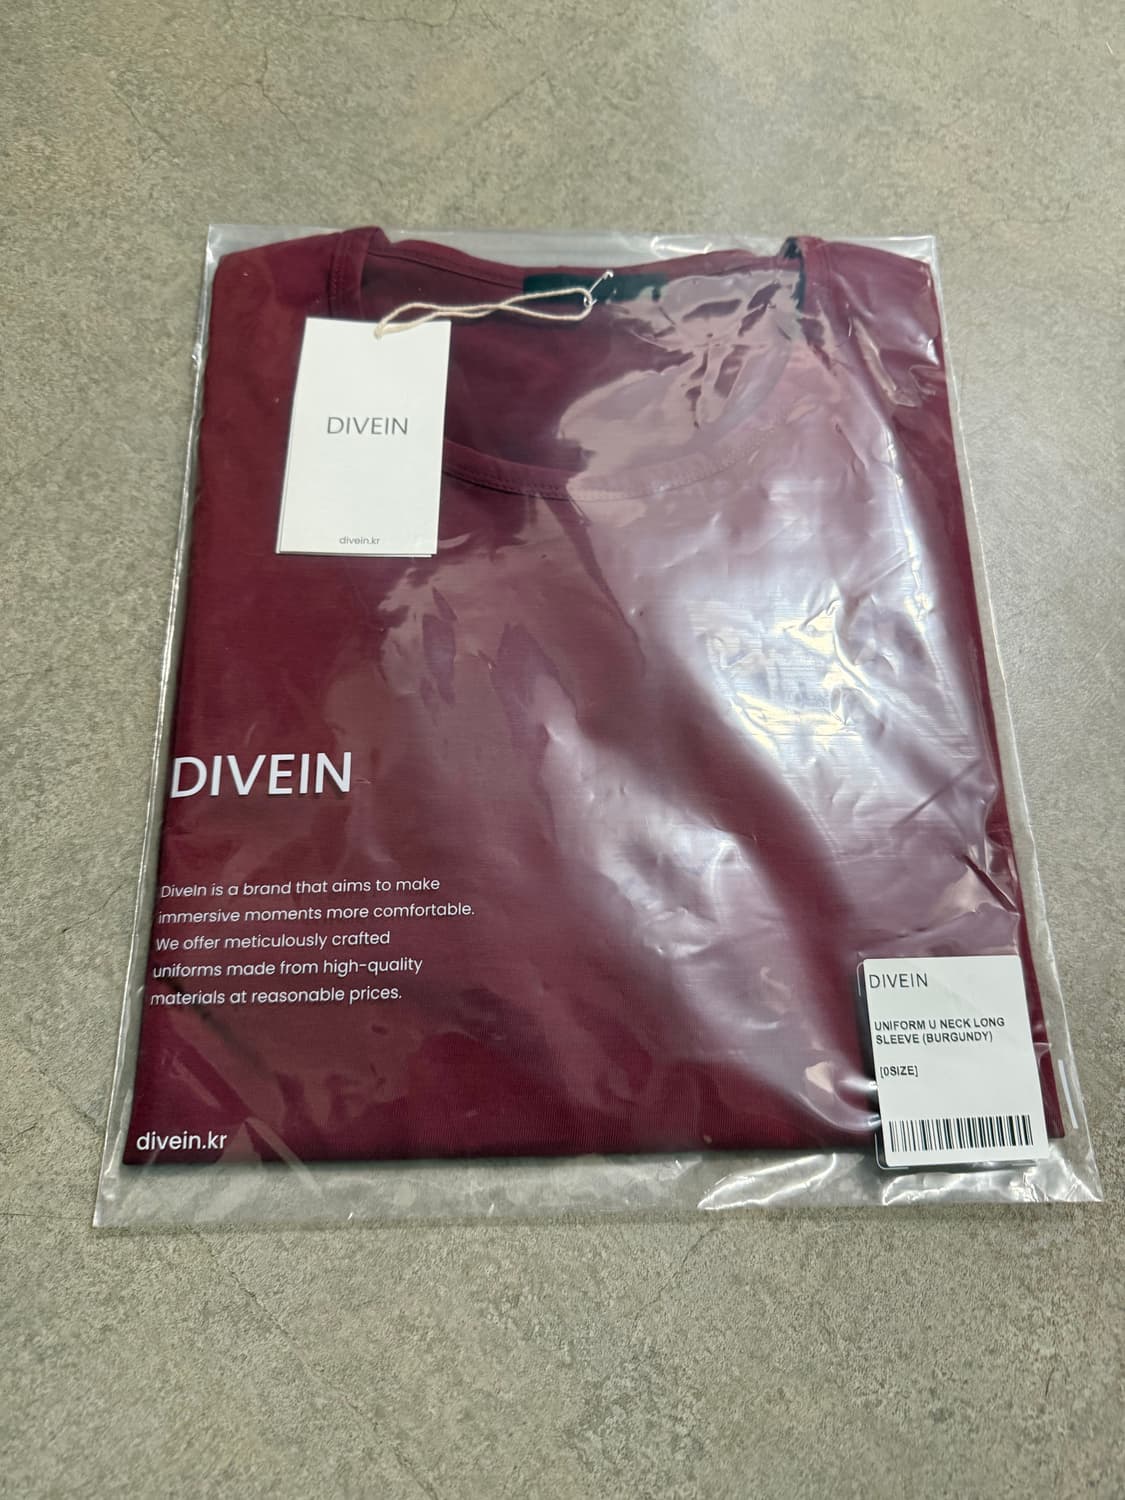 DIVEIN
divein.kr
DIVEIN
DiveIn is a brand that aims to make
immersive moments more comfortable.
We offer meticulously crafted
uniforms made from high-quality
materials at reasonable prices.
DIVEIN
UNIFORM U NECK LONG
SLEEVE (BURGUNDY)
[0SIZE]
divein.kr